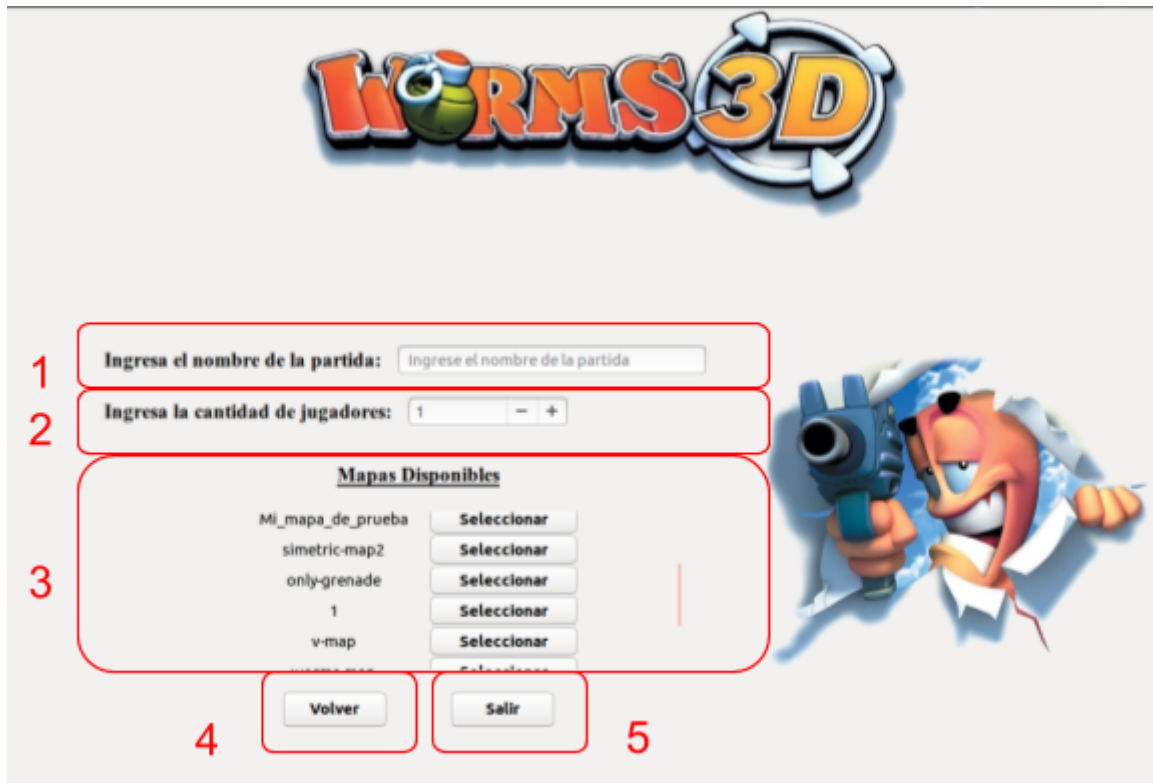 WORMS 3D
1
Ingresa el nombre de la partida: Ingrese el nombre de la partida
2
Ingresa la cantidad de jugadores: 1 − +
3
Mapas Disponibles
Mi_mapa_de_prueba Seleccionar
simetric-map2 Seleccionar
only-grenade Seleccionar
1 Seleccionar
v-map Seleccionar
4
Volver Salir
5